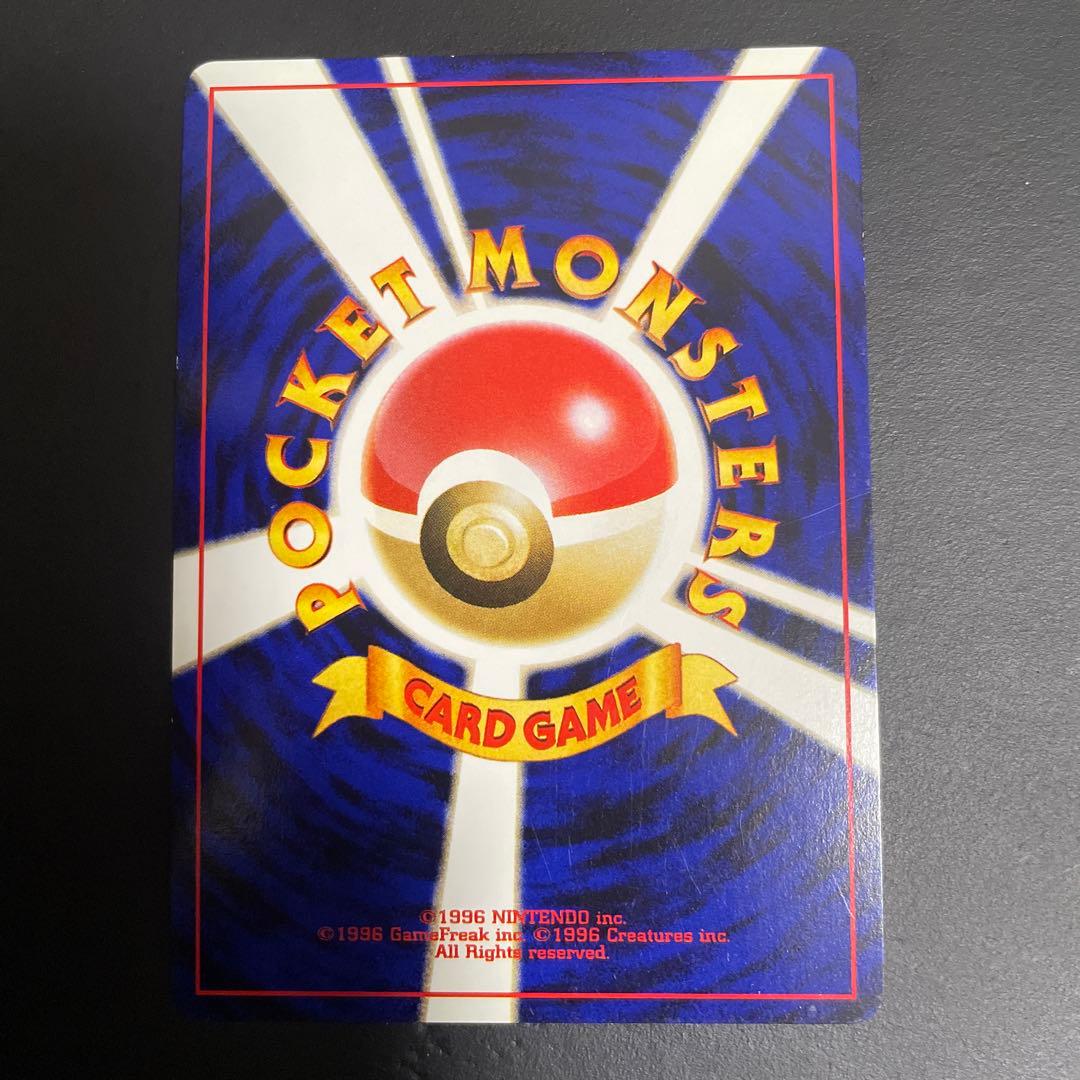 POCKET MONSTERS
CARD GAME
©1996 NINTENDO inc.
©1996 GameFreak inc. ©1996 Creatures inc.
All Rights reserved.